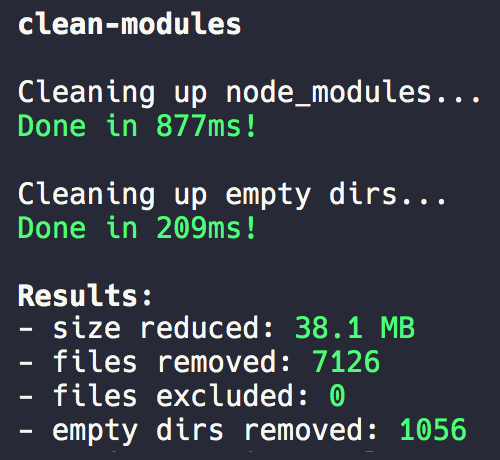 clean-modules
Cleaning up node_modules...
Done in 877ms!
Cleaning up empty dirs...
Done in 209ms!
Results:
- size reduced: 38.1 MB
- files removed: 7126
- files excluded: 0
- empty dirs removed: 1056